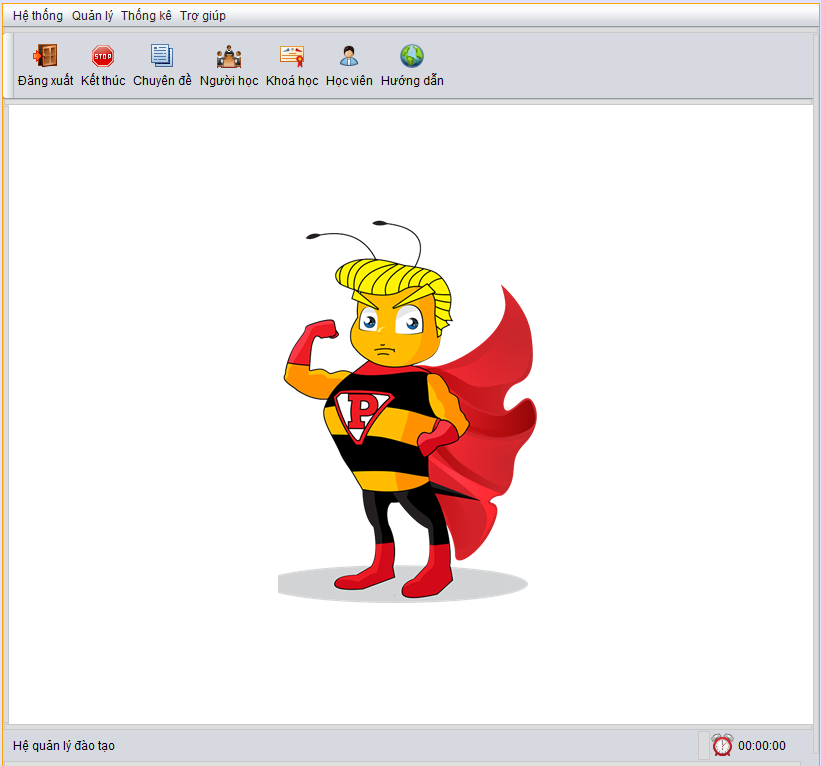 Hệ thống Quản lý Thống kê Trợ giúp
STOP
Đăng xuất Kết thúc Chuyên đề Người học Khoá học Học viên Hướng dẫn
P
Hệ quản lý đào tạo 00:00:00